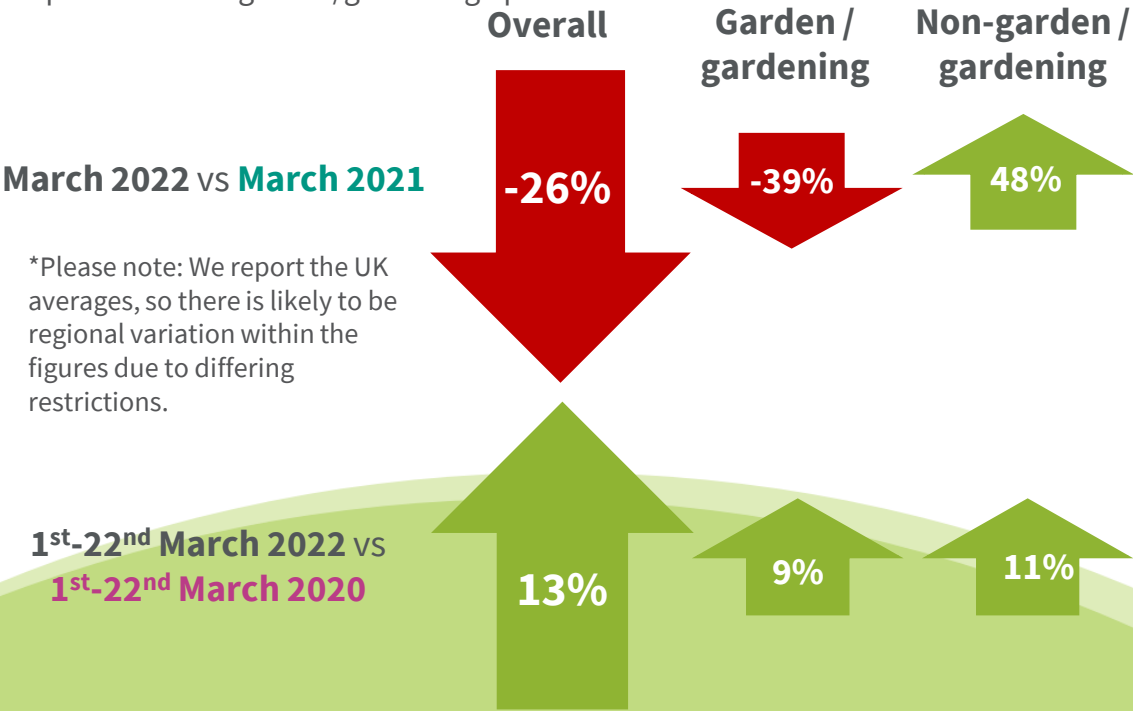 Overall
Garden /
gardening
Non-garden /
gardening
March 2022 vs March 2021
-26%
-39%
48%
*Please note: We report the UK
averages, so there is likely to be
regional variation within the
figures due to differing
restrictions.
1st-22nd March 2022 vs
1st-22nd March 2020
13%
9%
11%